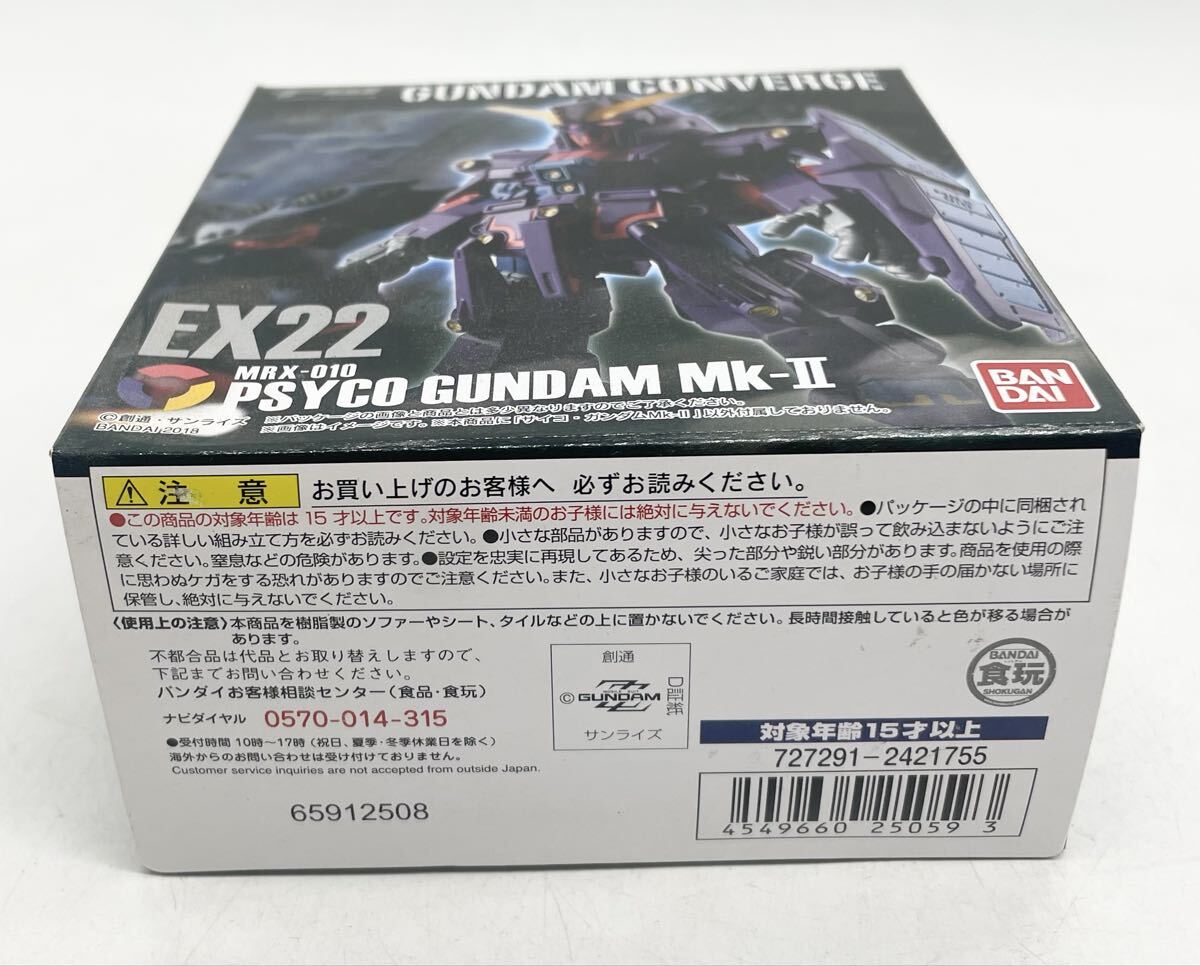 GUNDAM CONVERGE
EX22
MRX-010
PSYCO GUNDAM Mk-II
©創通・サンライズ
BANDAI 2018
※パッケージの画像と商品とは多少異なりますのでご了承ください。
※画像はイメージです。※本商品に「サイコ・ガンダムMk-II」以外付属しておりません。
BAN
DAI
注 意
お買い上げのお客様へ 必ずお読みください。
●この商品の対象年齢は15才以上です。対象年齢未満のお子様には絶対に与えないでください。●パッケージの中に同梱され
ている詳しい組み立て方を必ずお読みください。●小さな部品がありますので、小さなお子様が誤って飲み込まないようにご注
意ください。窒息などの危険があります。●設定を忠実に再現してあるため、尖った部分や鋭い部分があります。商品を使用の際
に思わぬケガをする恐れがありますのでご注意ください。また、小さなお子様のいるご家庭では、お子様の手の届かない場所に
保管し、絶対に与えないでください。
〈使用上の注意〉本商品を樹脂製のソファーやシート、タイルなどの上に置かないでください。長時間接触していると色が移る場合が
あります。
不都合品は代品とお取り替えしますので、
下記までお問い合わせください。
バンダイお客様相談センター(食品・食玩)
ナビダイヤル 0570-014-315
●受付時間 10時〜17時(祝日、夏季・冬季休業日を除く)
海外からのお問い合わせは受け付けておりません。
Customer service inquiries are not accepted from outside Japan.
65912508
創通
©GUNDAM
サンライズ
D証紙
BANDAI
食玩
SHOKUGAN
対象年齢15才以上
727291-2421755
4549660 25059 3